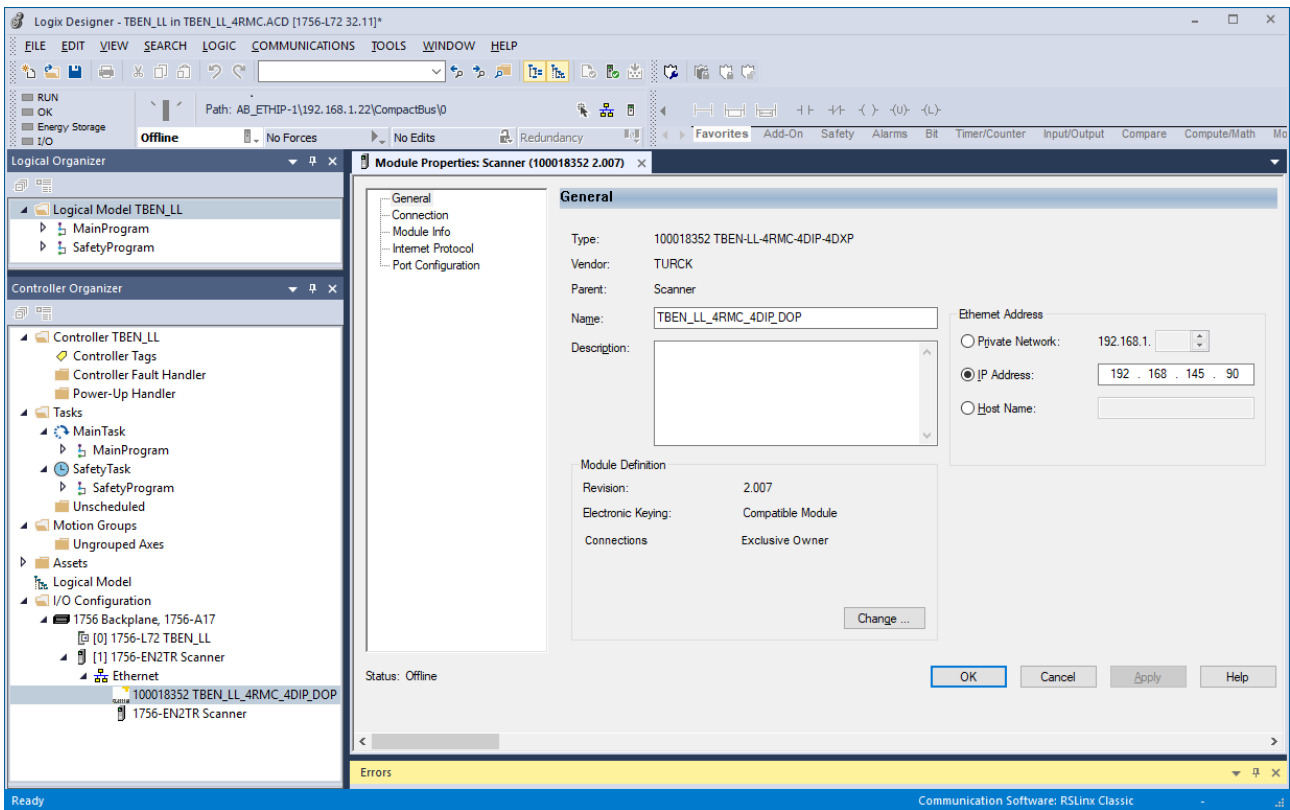 Logix Designer - TBEN_LL in TBEN_LL_4RMC.ACD [1756-L72 32.11]*
FILE EDIT VIEW SEARCH LOGIC COMMUNICATIONS TOOLS WINDOW HELP
RUN
OK
Energy Storage
I/O
Path: AB_ETHIP-1\192.168.1.22\CompactBus\0
Offline No Forces No Edits Redundancy
Favorites Add-On Safety Alarms Bit Timer/Counter Input/Output Compare Compute/Math Mo
Logical Organizer
Logical Model TBEN_LL
MainProgram
SafetyProgram
Controller Organizer
Controller TBEN_LL
Controller Tags
Controller Fault Handler
Power-Up Handler
Tasks
MainTask
MainProgram
SafetyTask
SafetyProgram
Unscheduled
Motion Groups
Ungrouped Axes
Assets
Logical Model
I/O Configuration
1756 Backplane, 1756-A17
[0] 1756-L72 TBEN_LL
[1] 1756-EN2TR Scanner
Ethernet
100018352 TBEN_LL_4RMC_4DIP_DOP
1756-EN2TR Scanner
Module Properties: Scanner (100018352 2.007)
General
Connection
Module Info
Internet Protocol
Port Configuration
General
Type: 100018352 TBEN-LL-4RMC-4DIP-4DXP
Vendor: TURCK
Parent: Scanner
Name: TBEN_LL_4RMC_4DIP_DOP
Description:
Ethernet Address
Private Network: 192.168.1.
IP Address: 192 . 168 . 145 . 90
Host Name:
Module Definition
Revision: 2.007
Electronic Keying: Compatible Module
Connections Exclusive Owner
Change ...
Status: Offline
OK Cancel Apply Help
Errors
Ready
Communication Software: RSLinx Classic